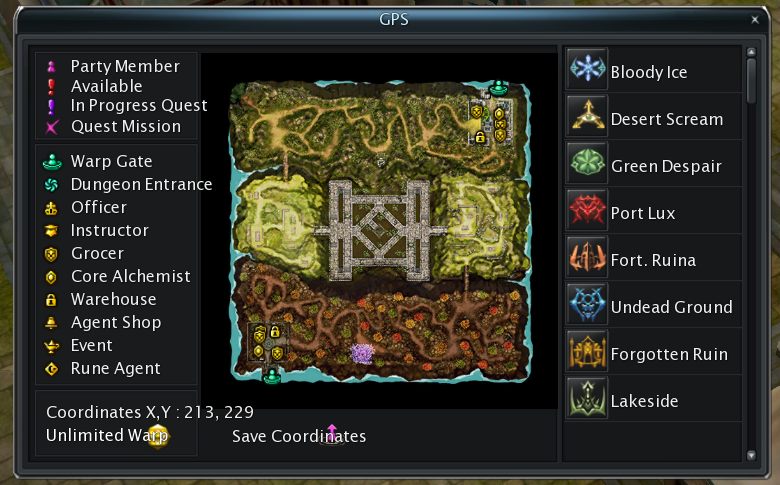 GPS
Party Member
Available
In Progress Quest
Quest Mission
Warp Gate
Dungeon Entrance
Officer
Instructor
Grocer
Core Alchemist
Warehouse
Agent Shop
Event
Rune Agent
Coordinates X,Y : 213, 229
Unlimited Warp
Save Coordinates
Bloody Ice
Desert Scream
Green Despair
Port Lux
Fort. Ruina
Undead Ground
Forgotten Ruin
Lakeside